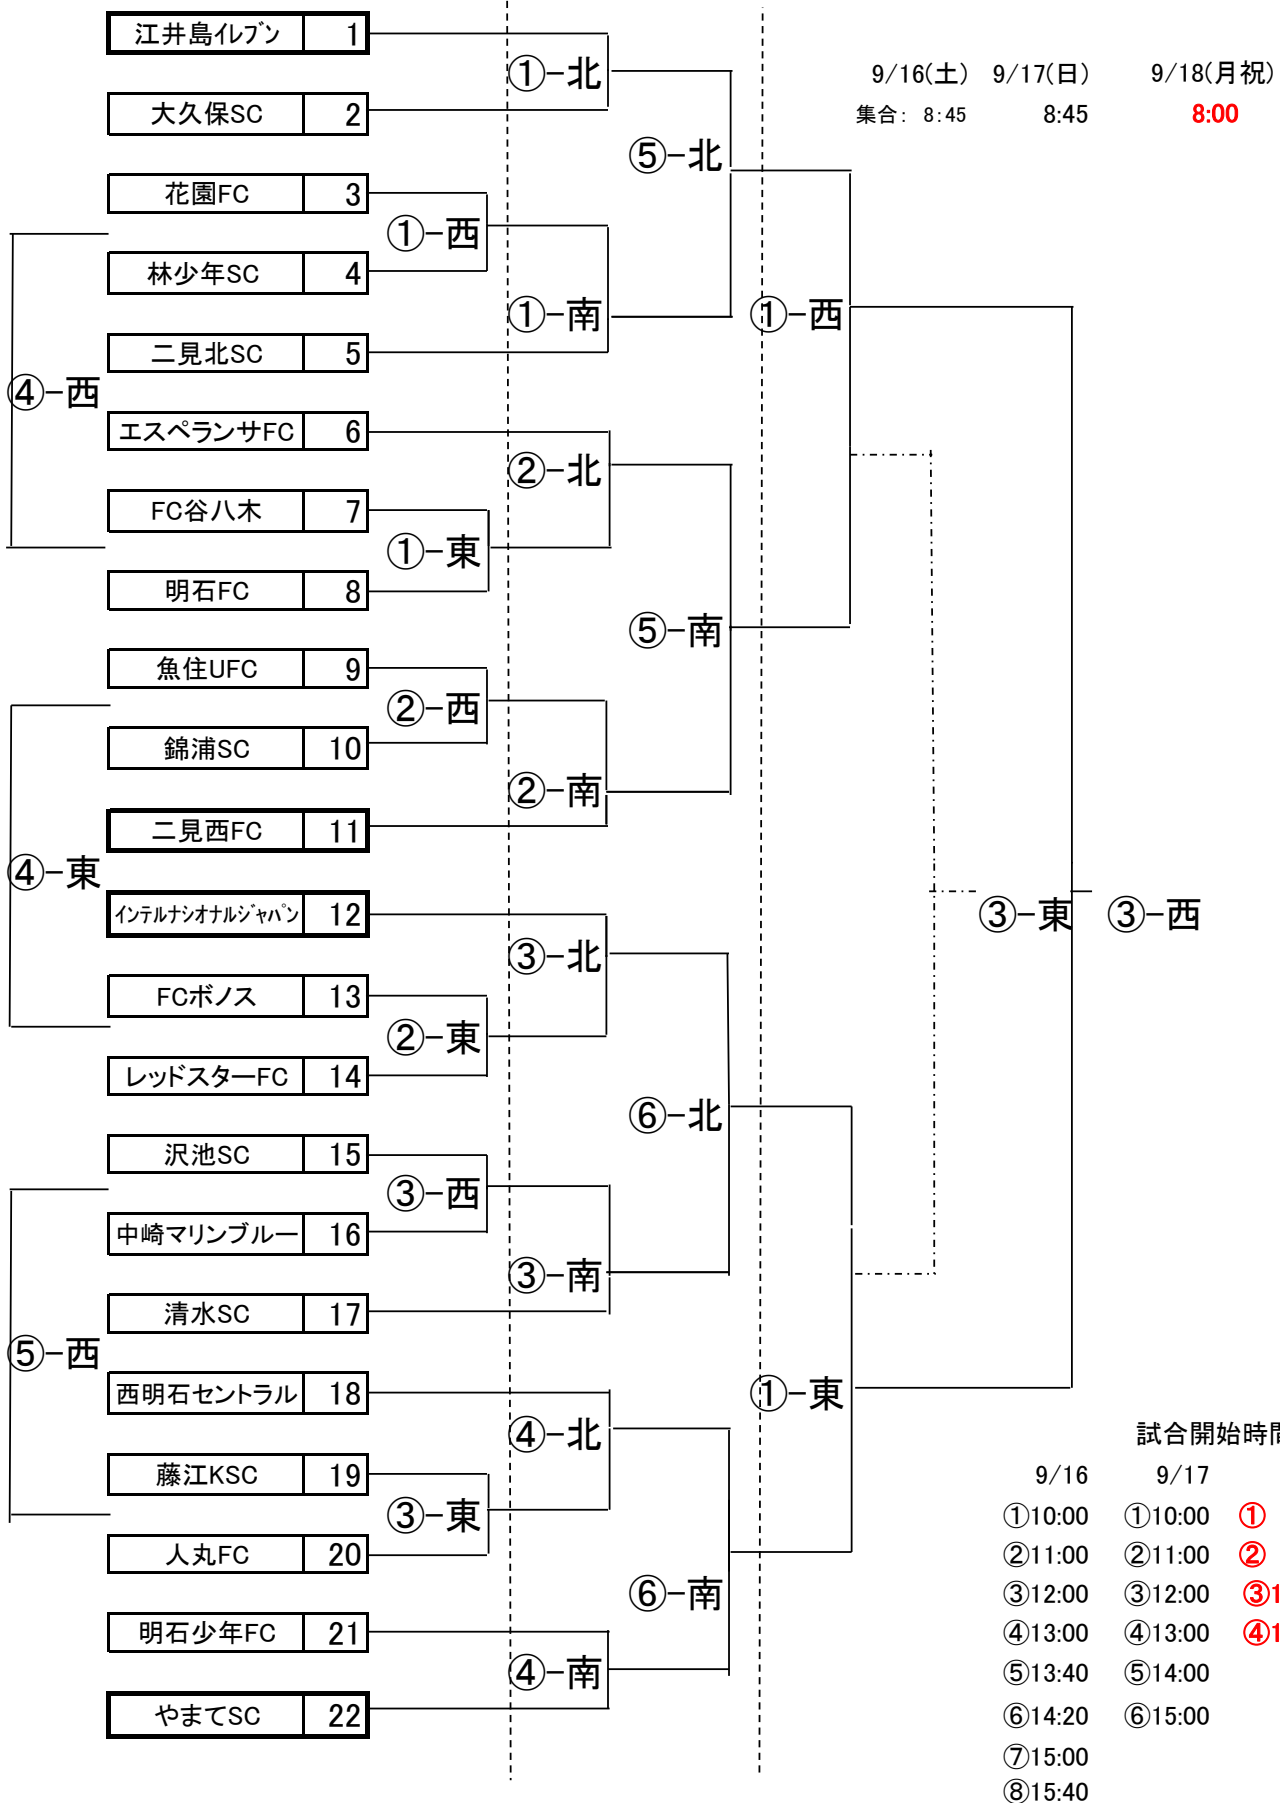 江井島イレブン 1
①-北
9/16(土) 9/17(日) 9/18(月祝)
大久保SC 2
集合: 8:45 8:45 8:00
⑤-北
花園FC 3
①-西
林少年SC 4
①-南 ①-西
二見北SC 5
④-西
エスペランサFC 6
②-北
FC谷八木 7
①-東
明石FC 8
⑤-南
魚住UFC 9
②-西
錦浦SC 10
②-南
二見西FC 11
④-東
インテルナシオナルジャパン 12
③-東 ③-西
③-北
FCボノス 13
②-東
レッドスターFC 14
⑥-北
沢池SC 15
③-西
中崎マリンブルー 16
③-南
清水SC 17
⑤-西
西明石セントラル 18
①-東
④-北
試合開始時間
藤江KSC 19
9/16 9/17
③-東
①10:00 ①10:00 ①
人丸FC 20
②11:00 ②11:00 ②
⑥-南
③12:00 ③12:00 ③1
明石少年FC 21
④13:00 ④13:00 ④1
④-南
⑤13:40 ⑤14:00
やまてSC 22
⑥14:20 ⑥15:00
⑦15:00
⑧15:40